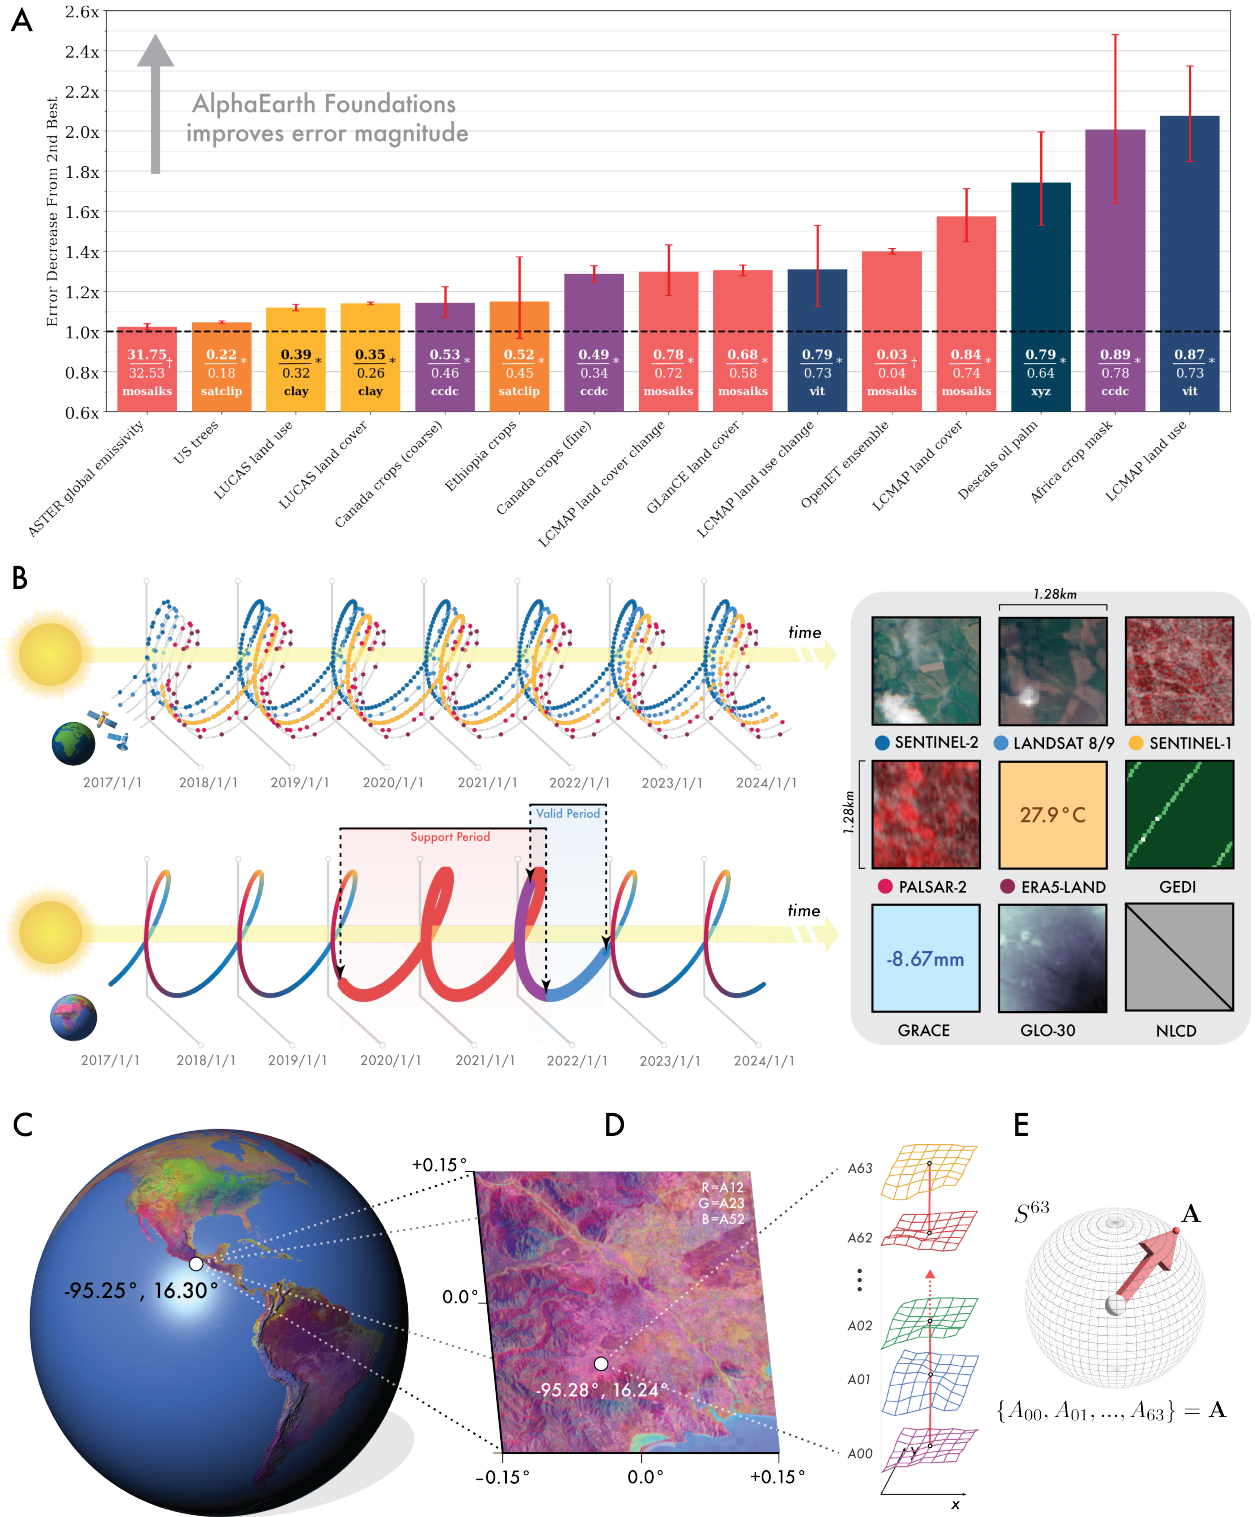 A
2.6x
2.4x
2.2x
2.0x
1.8x
1.6x
1.4x
1.2x
1.0x
0.8x
0.6x
Error Decrease From 2nd Best
AlphaEarth Foundations
improves error magnitude
31.75 †
32.53
mosaiks
0.22 *
0.18
satclip
0.39 *
0.32
clay
0.35 *
0.26
clay
0.53 *
0.46
ccdc
0.52 *
0.45
satclip
0.49 *
0.34
ccdc
0.78 *
0.72
mosaiks
0.68 *
0.58
mosaiks
0.79 *
0.73
vit
0.03 †
0.04
mosaiks
0.84 *
0.74
mosaiks
0.79 *
0.64
xyz
0.89 *
0.78
ccdc
0.87 *
0.73
vit
ASTER global emissivity
US trees
LUCAS land use
LUCAS land cover
Canada crops (coarse)
Ethiopia crops
Canada crops (fine)
LCMAP land cover change
GLanCE land cover
LCMAP land use change
OpenET ensemble
LCMAP land cover
Descals oil palm
Africa crop mask
LCMAP land use
B
time
2017/1/1 2018/1/1 2019/1/1 2020/1/1 2021/1/1 2022/1/1 2023/1/1 2024/1/1
Valid Period
Support Period
time
2017/1/1 2018/1/1 2019/1/1 2020/1/1 2021/1/1 2022/1/1 2023/1/1 2024/1/1
1.28km
SENTINEL-2 LANDSAT 8/9 SENTINEL-1
1.28km
27.9°C
PALSAR-2 ERA5-LAND GEDI
-8.67mm
GRACE GLO-30 NLCD
C
-95.25°, 16.30°
D
+0.15°
0.0°
R=A12
G=A23
B=A52
-95.28°, 16.24°
-0.15° 0.0° +0.15°
A63
A62
A02
A01
A00
y
x
E
S⁶³
A
{A₀₀, A₀₁, ..., A₆₃} = A